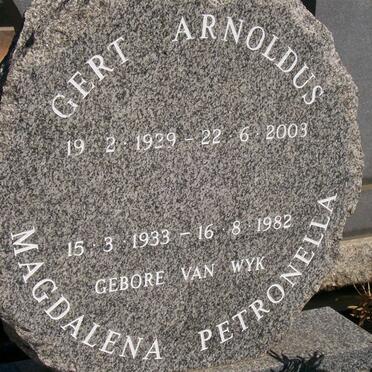 GERT ARNOLDUS
19 · 2 · 1929 – 22 · 6 · 2003
15 · 3 · 1933 – 16 · 8 · 1982
GEBORE VAN WYK
MAGDALENA PETRONELLA